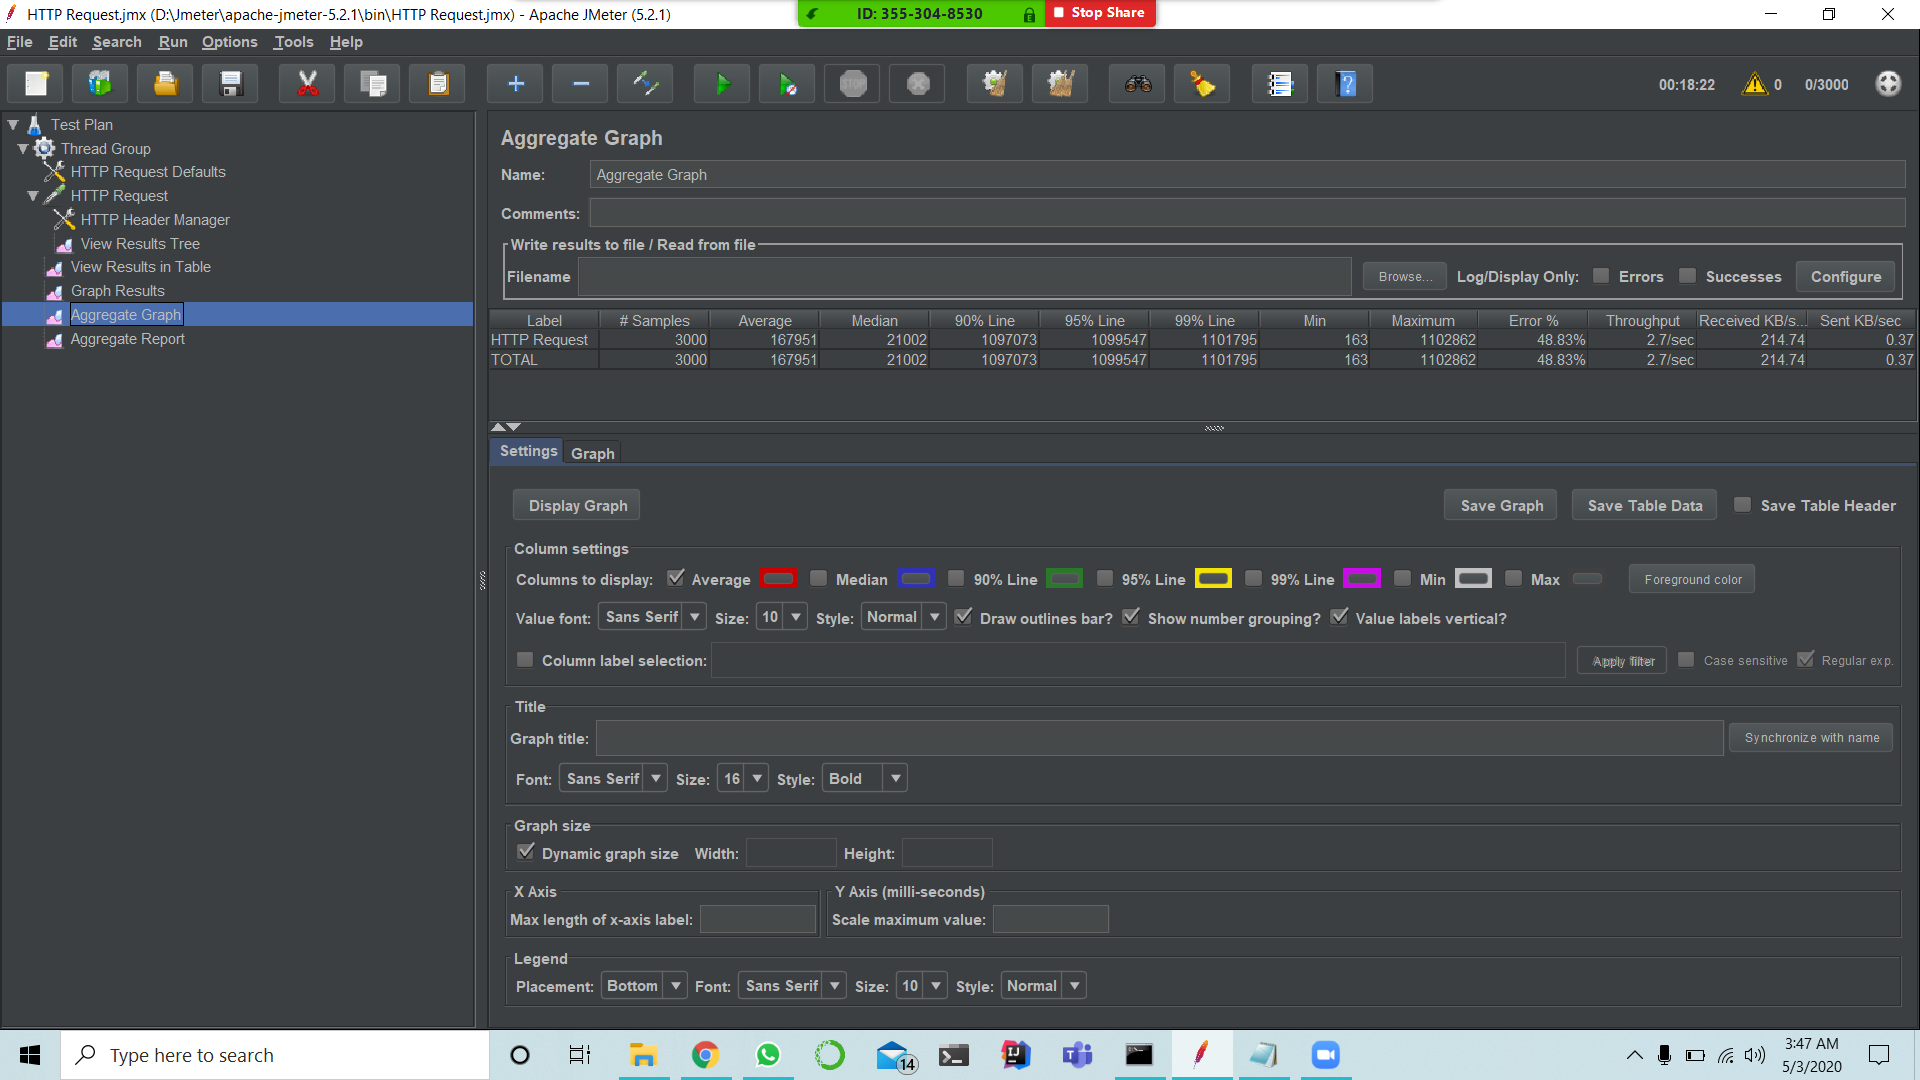 HTTP Request.jmx (D:\Jmeter\apache-jmeter-5.2.1\bin\HTTP Request.jmx) - Apache JMeter (5.2.1)
ID: 355-304-8530
Stop Share
File Edit Search Run Options Tools Help
STOP
00:18:22 0 0/3000
Test Plan
Thread Group
HTTP Request Defaults
HTTP Request
HTTP Header Manager
View Results Tree
View Results in Table
Graph Results
Aggregate Graph
Aggregate Report
Aggregate Graph
Name: Aggregate Graph
Comments:
Write results to file / Read from file
Filename Browse... Log/Display Only: Errors Successes Configure
Label # Samples Average Median 90% Line 95% Line 99% Line Min Maximum Error % Throughput Received KB/s... Sent KB/sec
HTTP Request 3000 167951 21002 1097073 1099547 1101795 163 1102862 48.83% 2.7/sec 214.74 0.37
TOTAL 3000 167951 21002 1097073 1099547 1101795 163 1102862 48.83% 2.7/sec 214.74 0.37
Settings Graph
Display Graph Save Graph Save Table Data Save Table Header
Column settings
Columns to display: Average Median 90% Line 95% Line 99% Line Min Max Foreground color
Value font: Sans Serif Size: 10 Style: Normal Draw outlines bar? Show number grouping? Value labels vertical?
Column label selection: Apply filter Case sensitive Regular exp.
Title
Graph title: Synchronize with name
Font: Sans Serif Size: 16 Style: Bold
Graph size
Dynamic graph size Width: Height:
X Axis Y Axis (milli-seconds)
Max length of x-axis label: Scale maximum value:
Legend
Placement: Bottom Font: Sans Serif Size: 10 Style: Normal
Type here to search
14
3:47 AM
5/3/2020